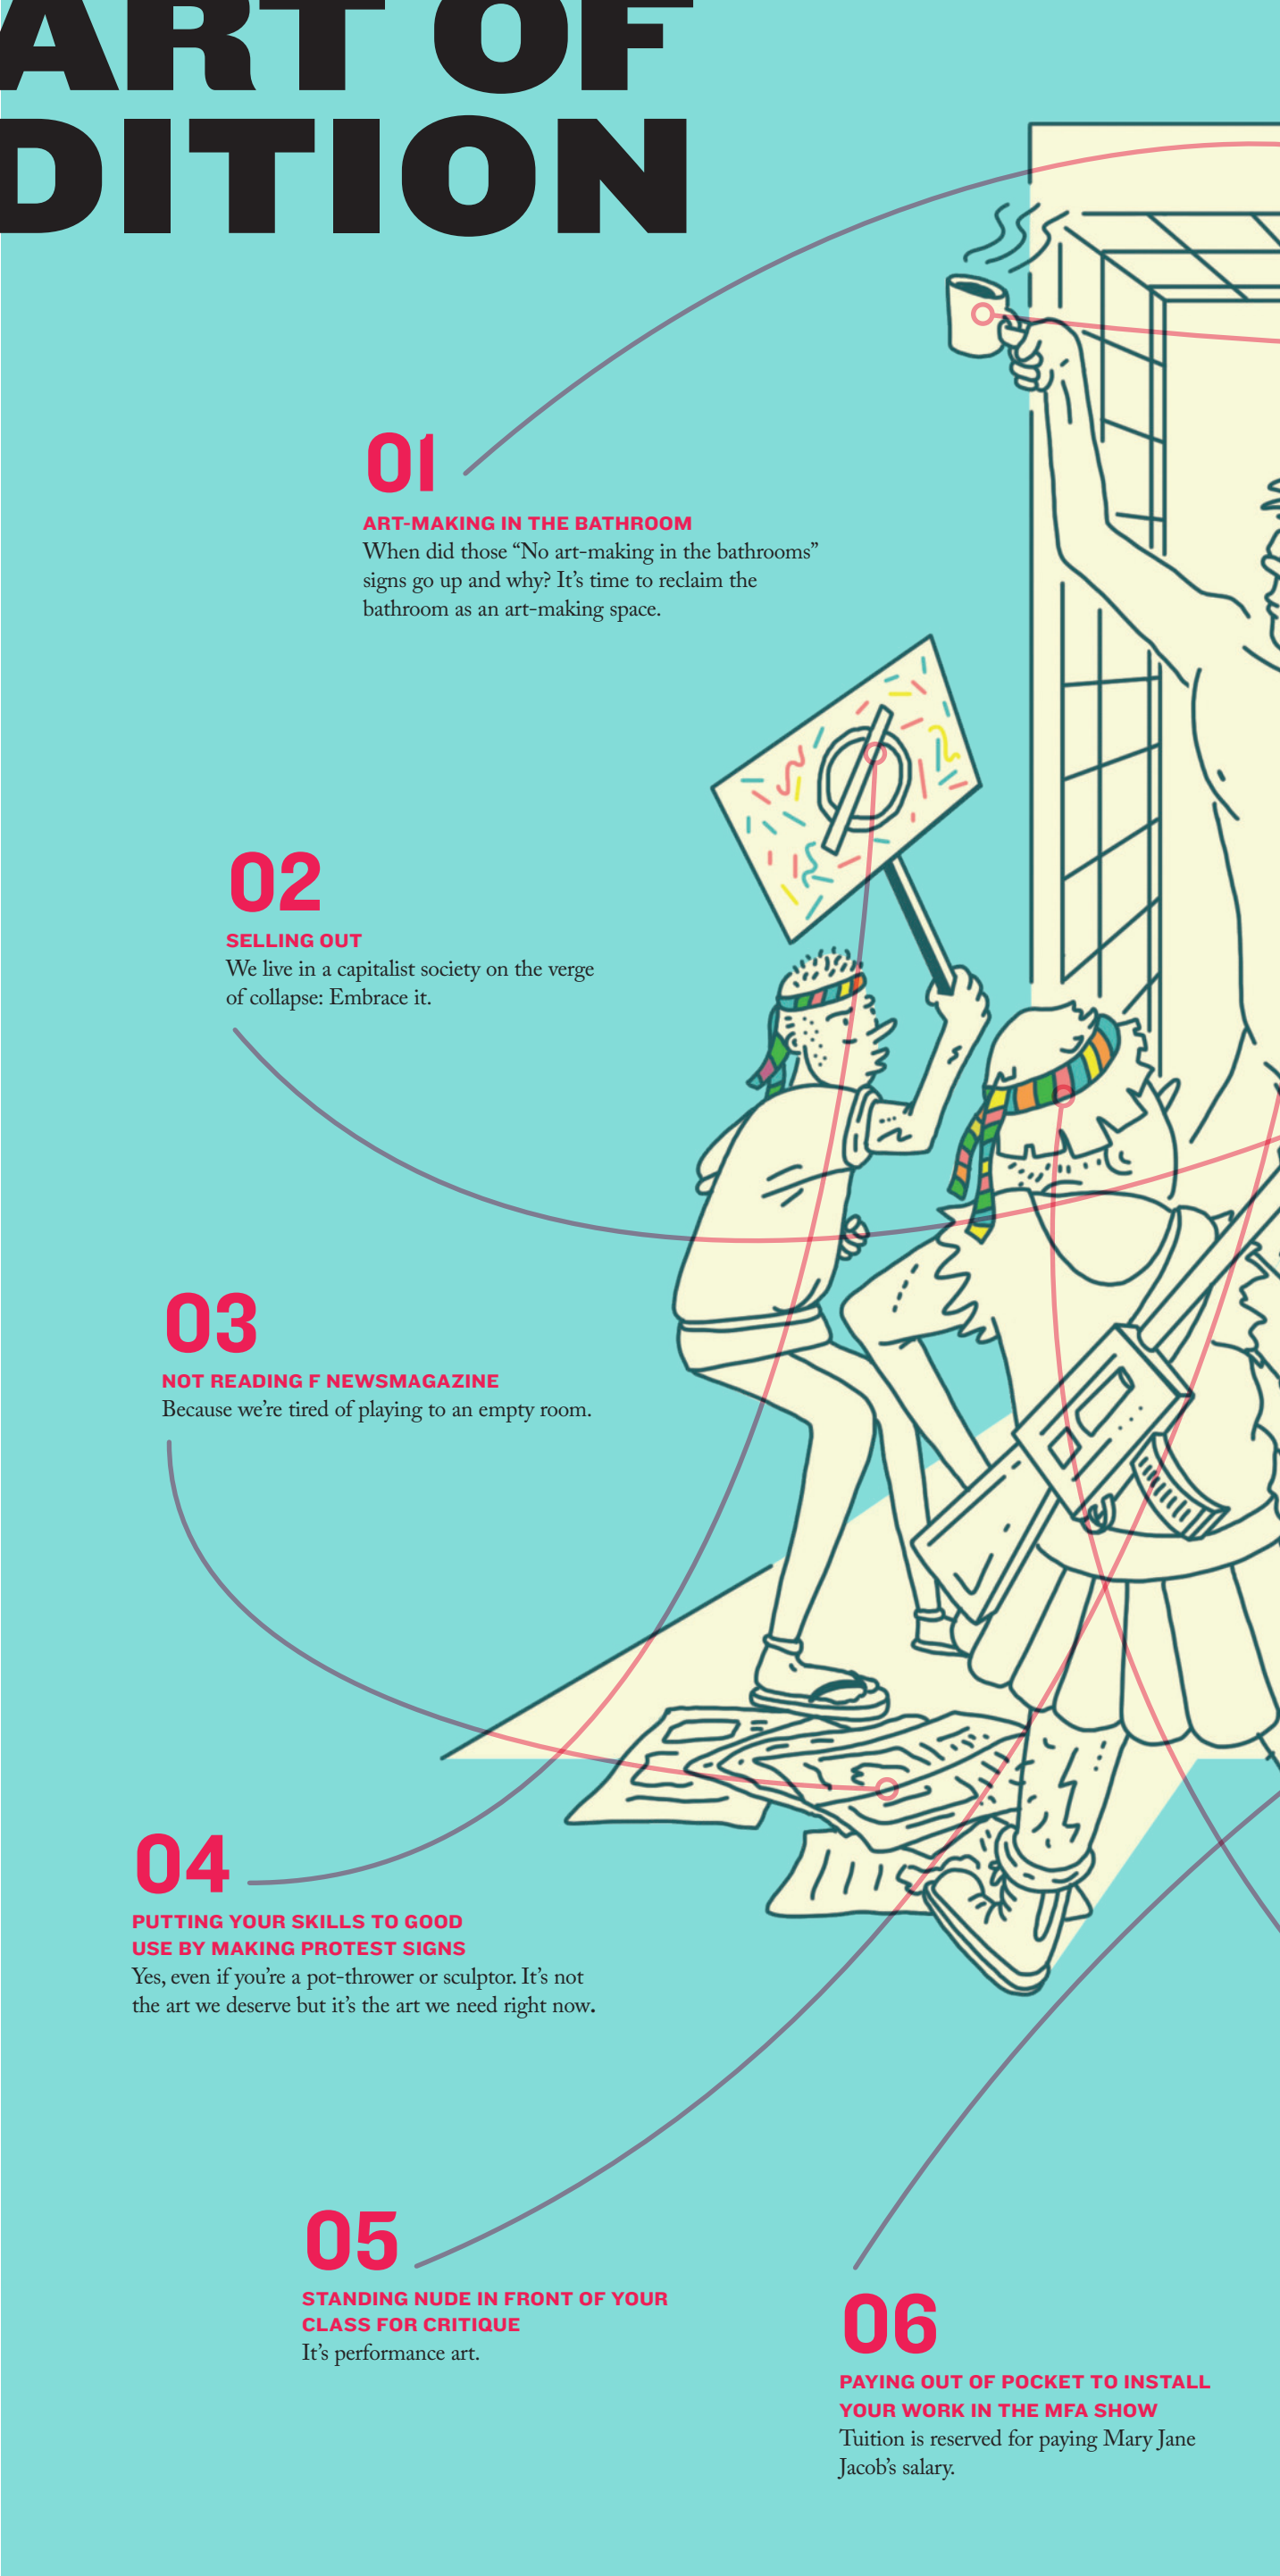 ART OF
DITION
01
ART-MAKING IN THE BATHROOM
When did those “No art-making in the bathrooms”
signs go up and why? It’s time to reclaim the
bathroom as an art-making space.
02
SELLING OUT
We live in a capitalist society on the verge
of collapse: Embrace it.
03
NOT READING F NEWSMAGAZINE
Because we’re tired of playing to an empty room.
04
PUTTING YOUR SKILLS TO GOOD
USE BY MAKING PROTEST SIGNS
Yes, even if you’re a pot-thrower or sculptor. It’s not
the art we deserve but it’s the art we need right now.
05
STANDING NUDE IN FRONT OF YOUR
CLASS FOR CRITIQUE
It’s performance art.
06
PAYING OUT OF POCKET TO INSTALL
YOUR WORK IN THE MFA SHOW
Tuition is reserved for paying Mary Jane
Jacob’s salary.